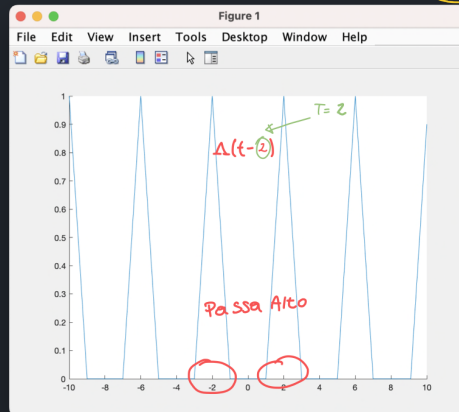 Figure 1
File Edit View Insert Tools Desktop Window Help
T= 2
Λ(t-2)
Passa Alto
1
0.9
0.8
0.7
0.6
0.5
0.4
0.3
0.2
0.1
0
-10 -8 -6 -4 -2 0 2 4 6 8 10